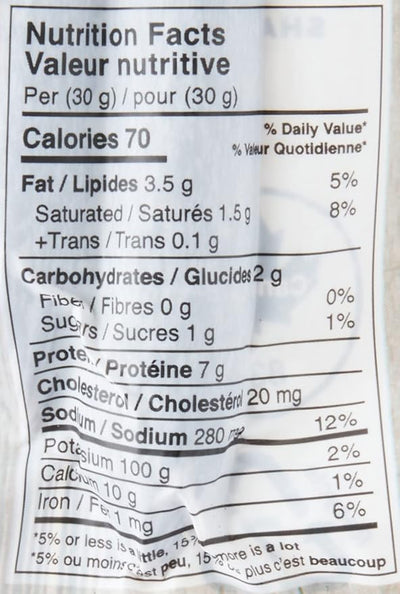 Nutrition Facts
Valeur nutritive
Per (30 g) / pour (30 g)
Calories 70
% Daily Value*
% Valeur Quotidienne*
Fat / Lipides 3.5 g 5%
Saturated / Saturés 1.5 g 8%
+Trans / Trans 0.1 g
Carbohydrates / Glucides 2 g
Fiber / Fibres 0 g 0%
Sugars / Sucres 1 g 1%
Protein / Protéine 7 g
Cholesterol / Cholestérol 20 mg
Sodium / Sodium 280 mg 12%
Potasium 100 g 2%
Calcium 10 g 1%
Iron / Fer 1 mg 6%
*5% or less is a little, 15% more is a lot
*5% ou moins c'est peu, 15% plus c'est beaucoup